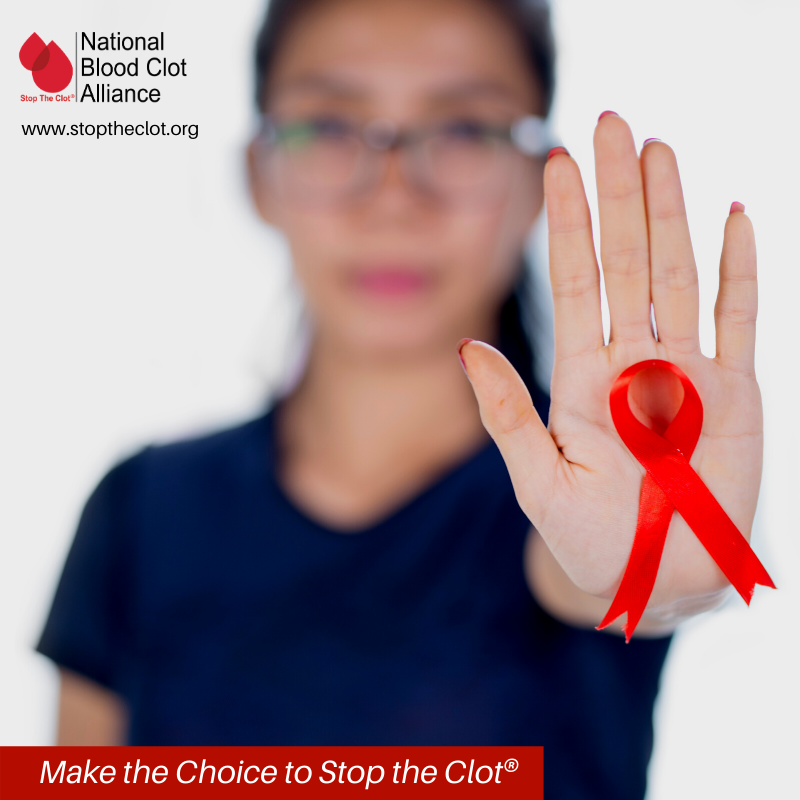 National
Blood Clot
Alliance
Stop The Clot®
www.stoptheclot.org
Make the Choice to Stop the Clot®